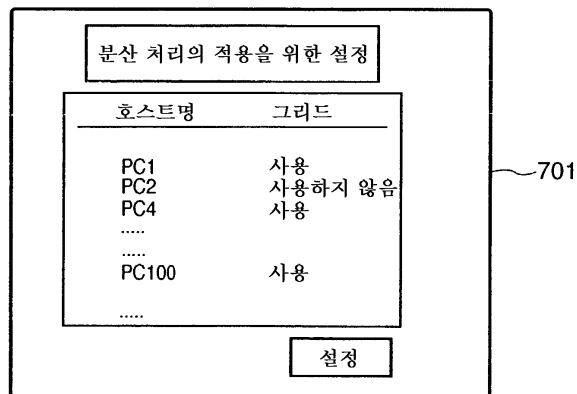 분산 처리의 적용을 위한 설정
호스트명 그리드
PC1 사용
PC2 사용하지 않음
PC4 사용
.....
.....
PC100 사용
.....
설정
701